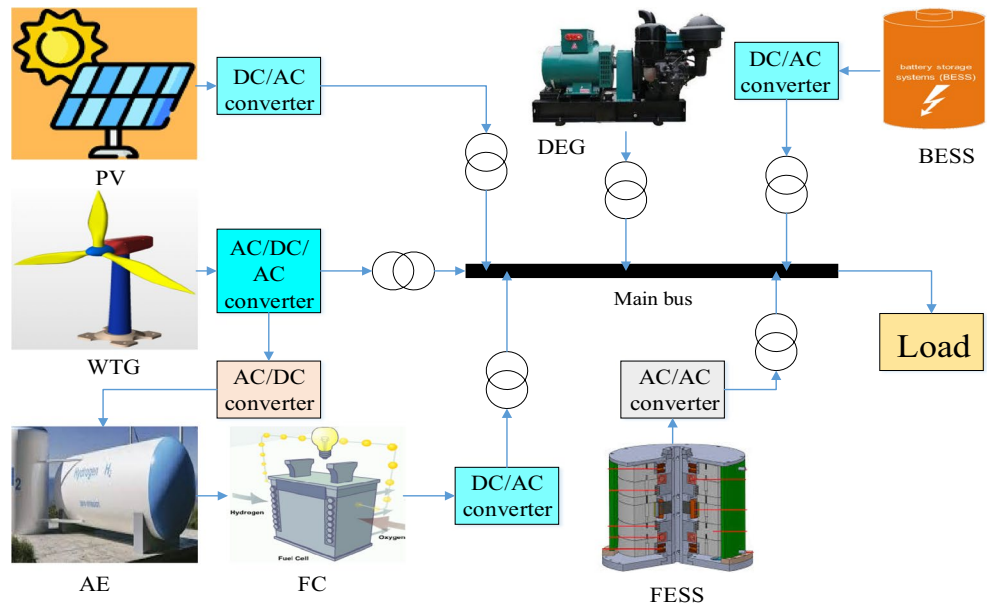 DC/AC
converter
PV
DEG
DC/AC
converter
battery storage
systems (BESS)
BESS
AC/DC/
AC
converter
WTG
Main bus
Load
AC/DC
converter
AC/AC
converter
Hydrogen H2
Hydrogen
Oxygen
Fuel Cell
DC/AC
converter
AE
FC
FESS